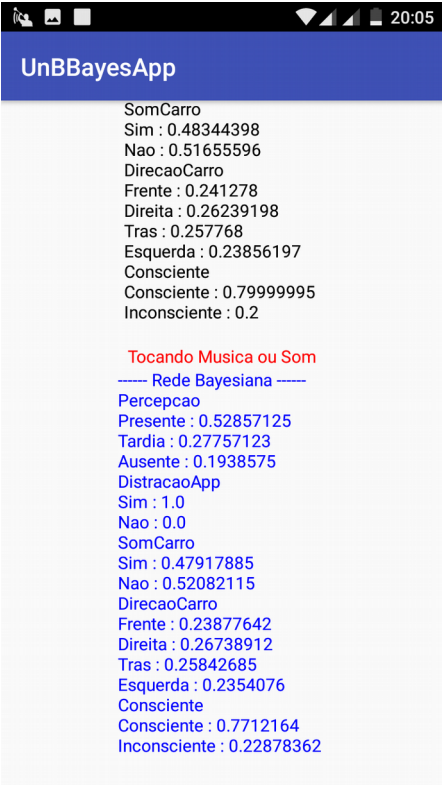 20:05
UnBBayesApp
SomCarro
Sim : 0.48344398
Nao : 0.51655596
DirecaoCarro
Frente : 0.241278
Direita : 0.26239198
Tras : 0.257768
Esquerda : 0.23856197
Consciente
Consciente : 0.79999995
Inconsciente : 0.2
Tocando Musica ou Som
------ Rede Bayesiana ------
Percepcao
Presente : 0.52857125
Tardia : 0.27757123
Ausente : 0.1938575
DistracaoApp
Sim : 1.0
Nao : 0.0
SomCarro
Sim : 0.47917885
Nao : 0.52082115
DirecaoCarro
Frente : 0.23877642
Direita : 0.26738912
Tras : 0.25842685
Esquerda : 0.2354076
Consciente
Consciente : 0.7712164
Inconsciente : 0.22878362